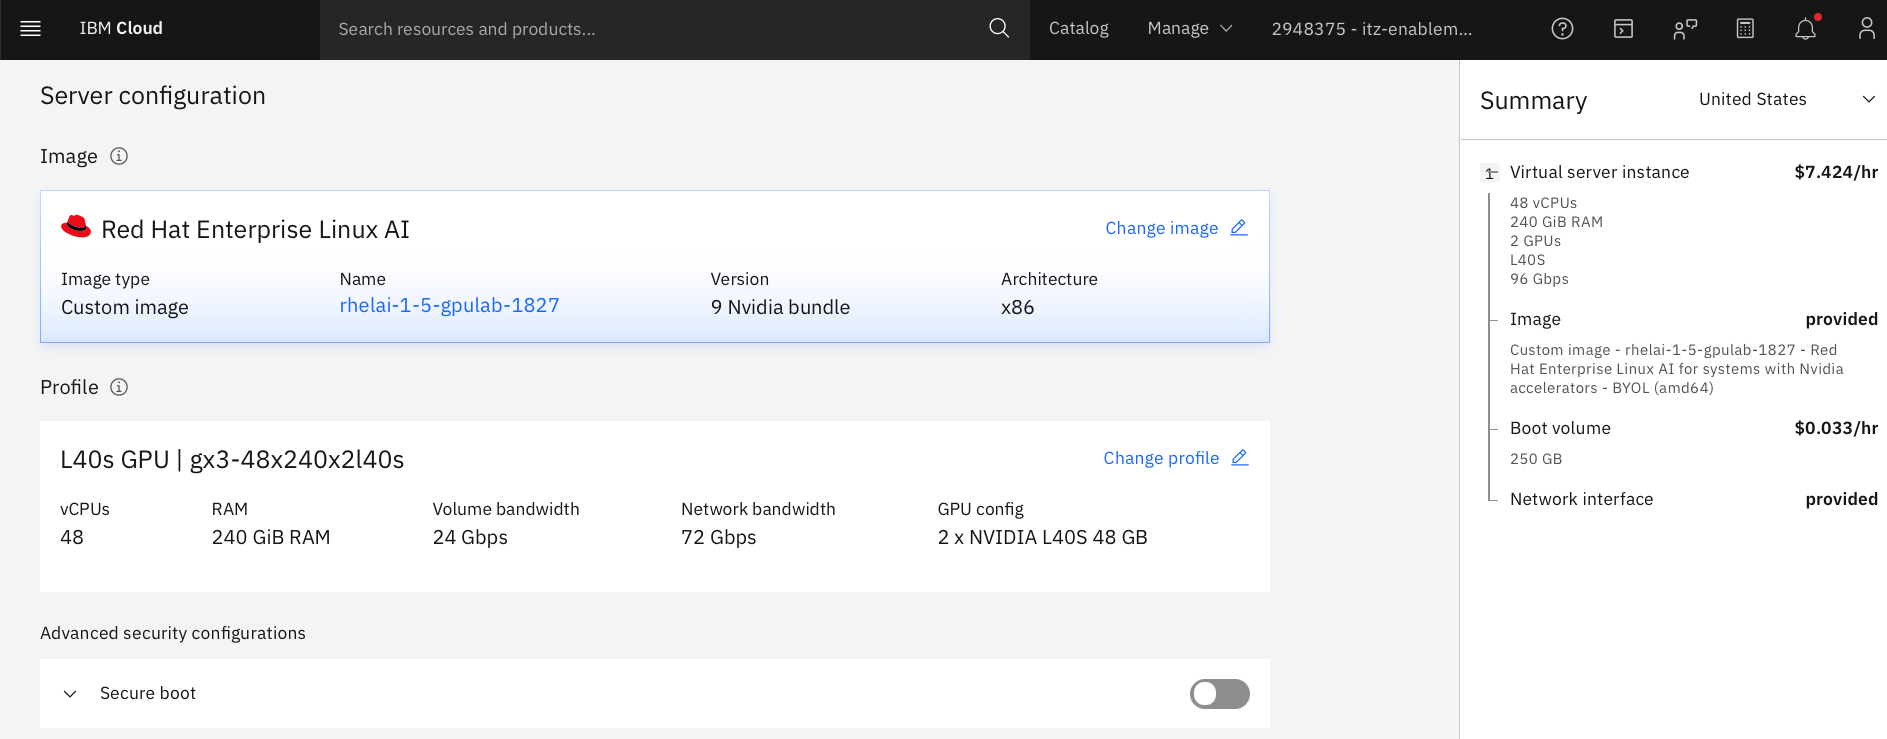 IBM Cloud
Search resources and products...
Catalog
Manage
2948375 - itz-enablem...
Server configuration
Image
Red Hat Enterprise Linux AI
Change image
Image type
Custom image
Name
rhelai-1-5-gpulab-1827
Version
9 Nvidia bundle
Architecture
x86
Profile
L40s GPU | gx3-48x240x2l40s
Change profile
vCPUs
48
RAM
240 GiB RAM
Volume bandwidth
24 Gbps
Network bandwidth
72 Gbps
GPU config
2 x NVIDIA L40S 48 GB
Advanced security configurations
Secure boot
Summary
United States
1 Virtual server instance $7.424/hr
48 vCPUs
240 GiB RAM
2 GPUs
L40S
96 Gbps
Image provided
Custom image - rhelai-1-5-gpulab-1827 - Red
Hat Enterprise Linux AI for systems with Nvidia
accelerators - BYOL (amd64)
Boot volume $0.033/hr
250 GB
Network interface provided